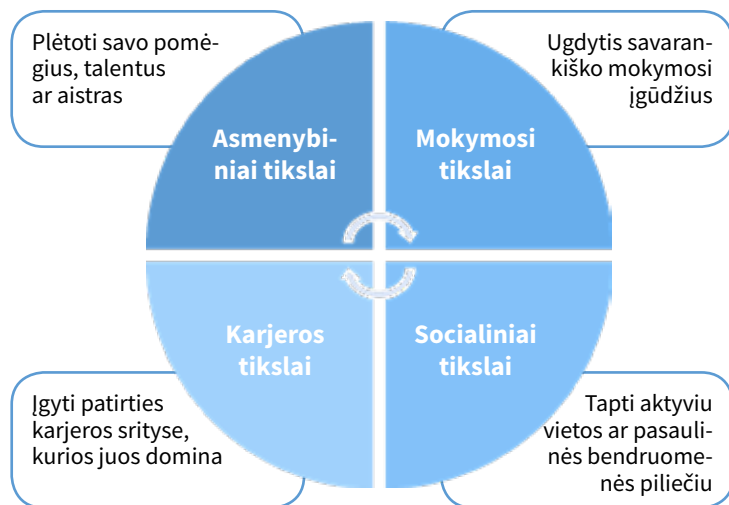 Plėtoti savo pomė-
gius, talentus
ar aistras
Ugdytis savaran-
kiško mokymosi
įgūdžius
Asmenybi-
niai tikslai
Mokymosi
tikslai
Karjeros
tikslai
Socialiniai
tikslai
Įgyti patirties
karjeros srityse,
kurios juos domina
Tapti aktyviu
vietos ar pasauli-
nės bendruome-
nės piliečiu